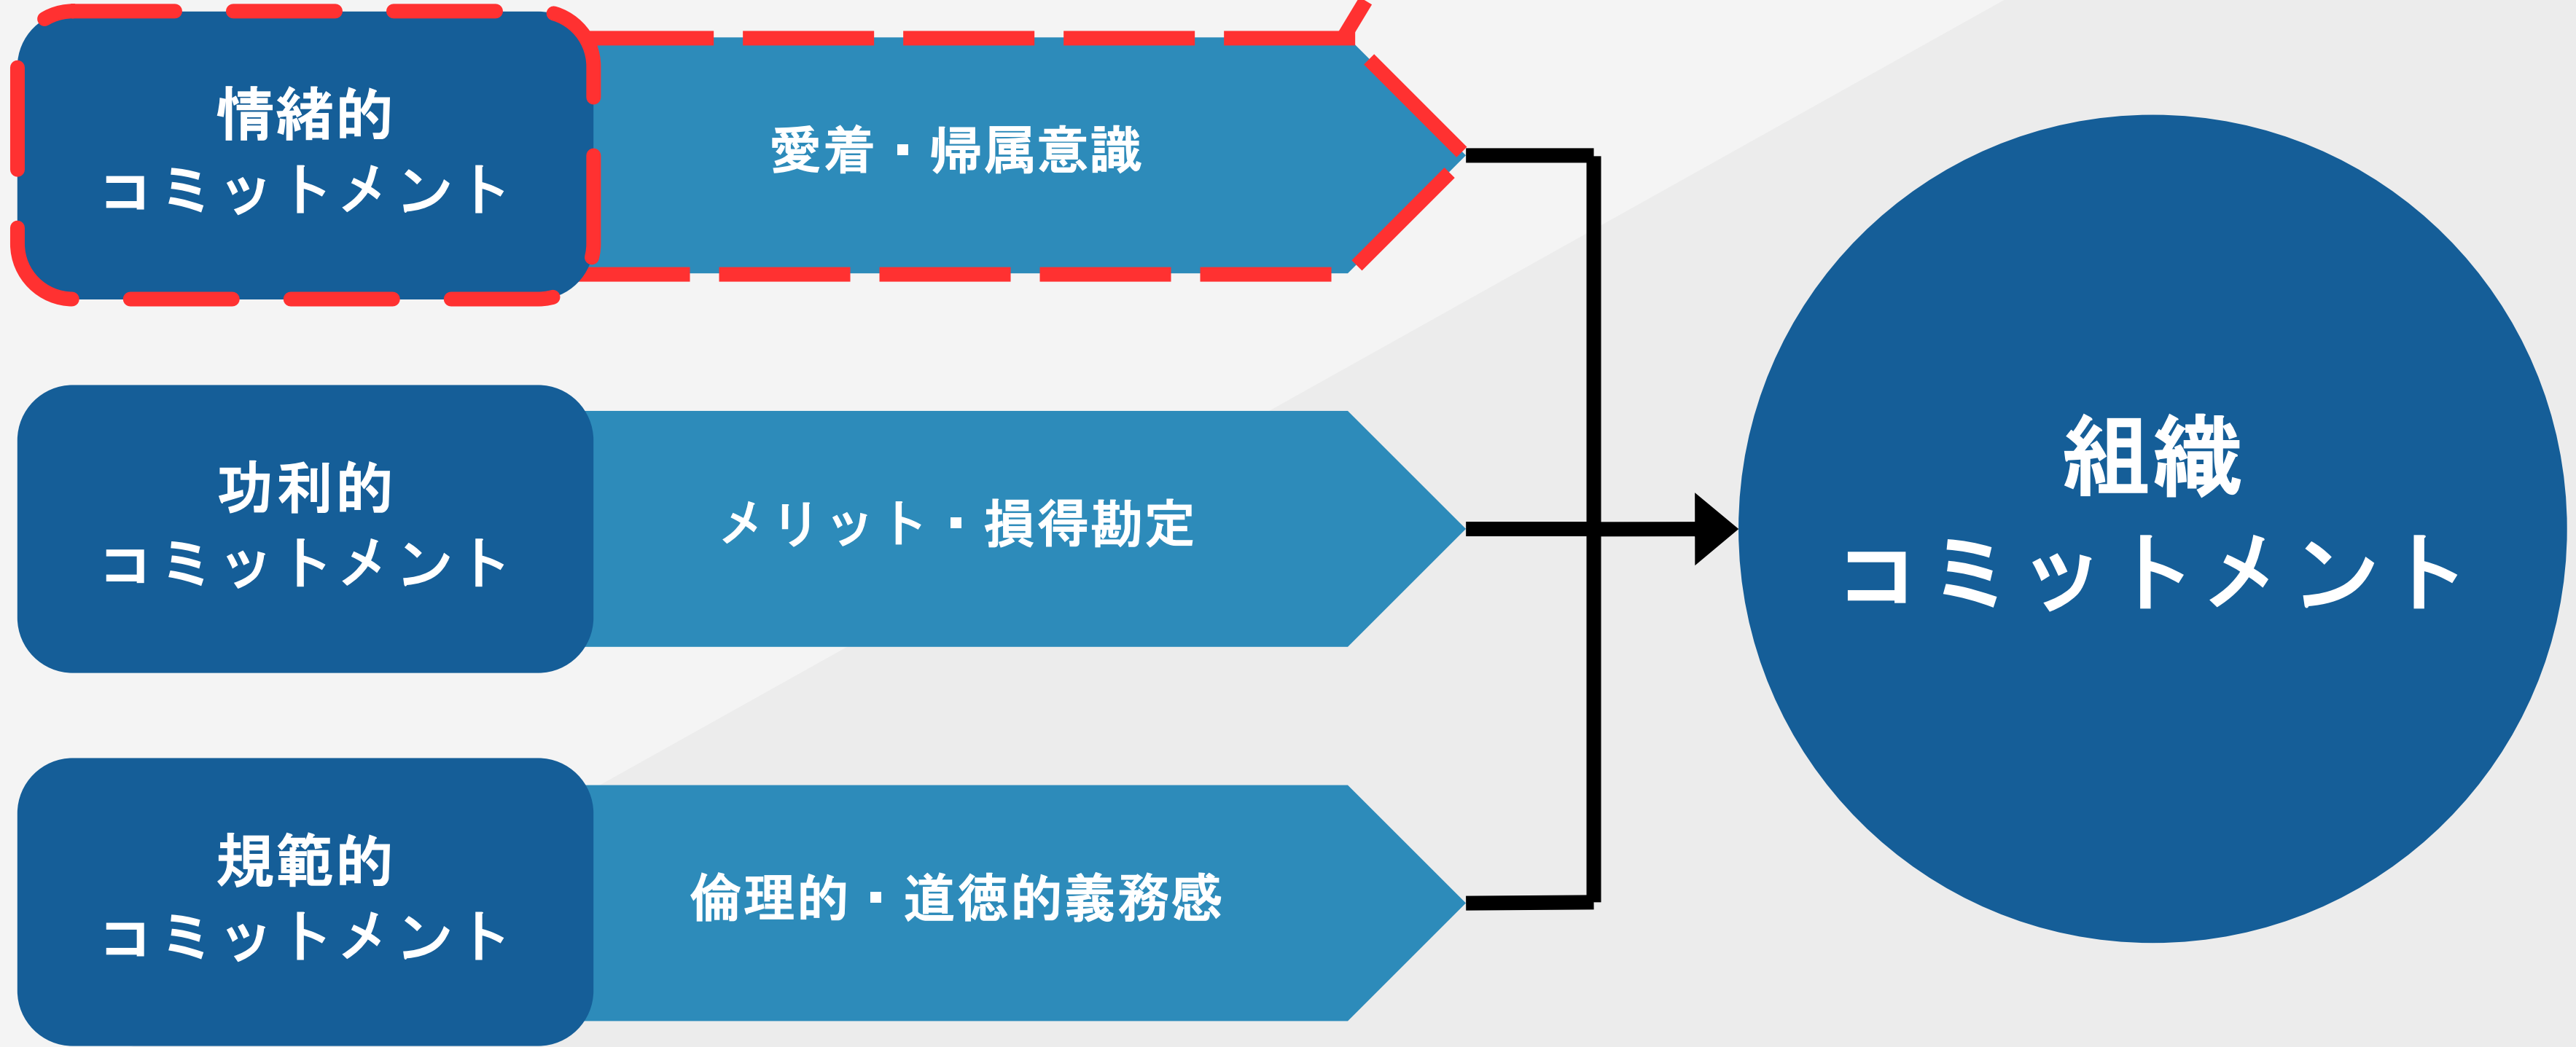 情緒的
コミットメント
愛着・帰属意識
功利的
コミットメント
メリット・損得勘定
規範的
コミットメント
倫理的・道徳的義務感
組織
コミットメント